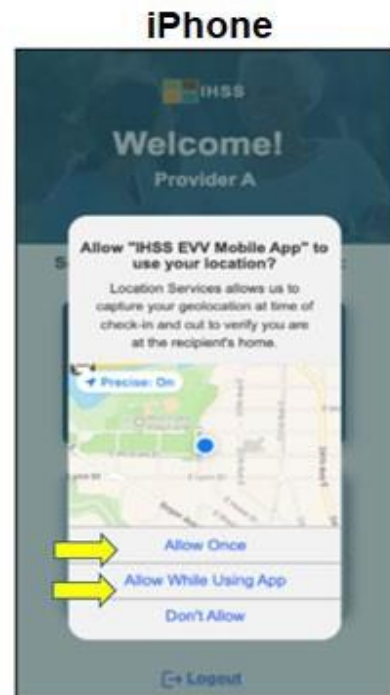 iPhone
IHSS
Welcome!
Provider A
Allow "IHSS EVV Mobile App" to
use your location?
Location Services allows us to
capture your geolocation at time of
check-in and out to verify you are
at the recipient's home.
Precise: On
Allow Once
Allow While Using App
Don't Allow
Logout